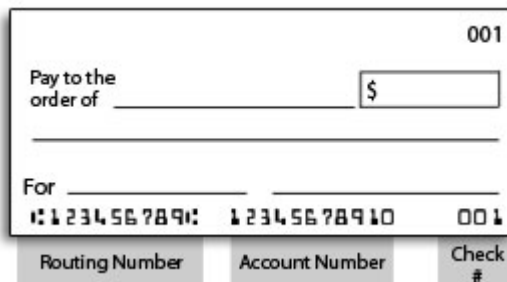 001
Pay to the
order of $
For
⑆123456789⑆ 12345678910 001
Routing Number Account Number Check
#